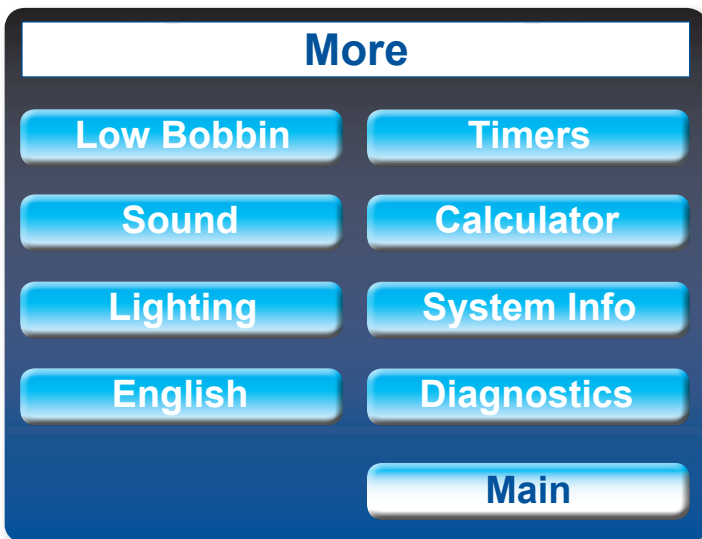 More
Low Bobbin
Timers
Sound
Calculator
Lighting
System Info
English
Diagnostics
Main